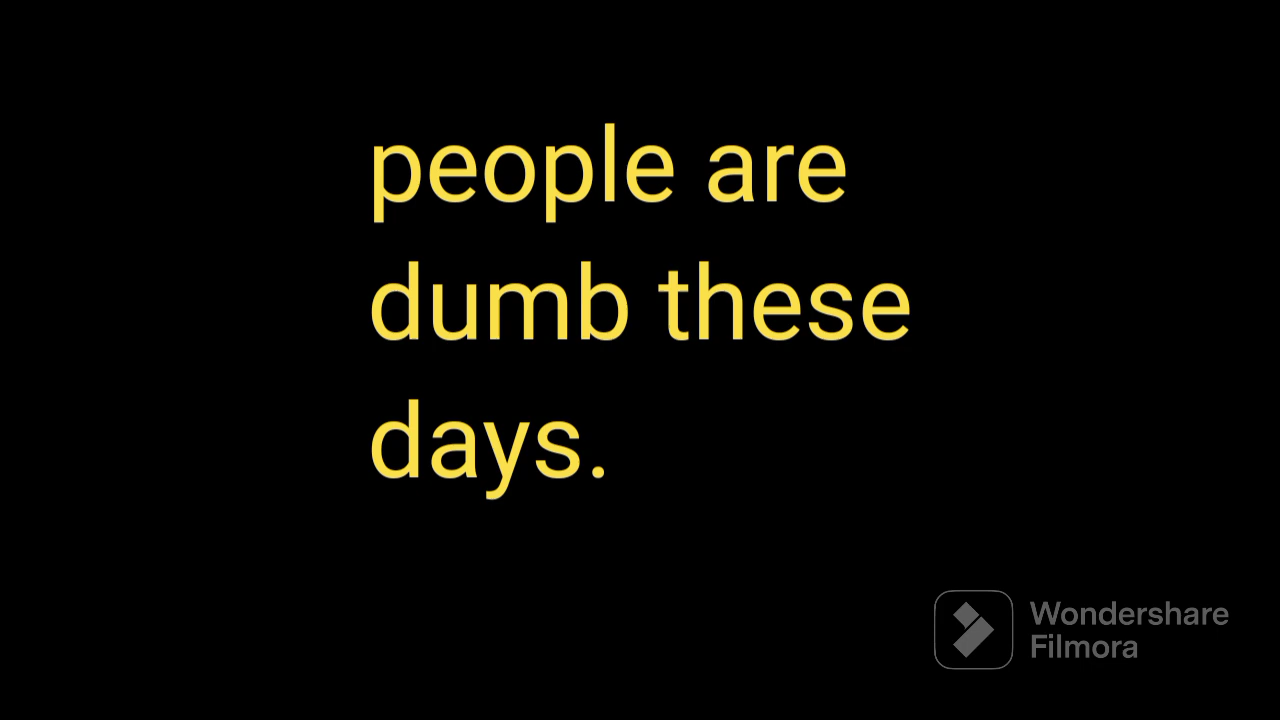 people are
dumb these
days.
Wondershare
Filmora